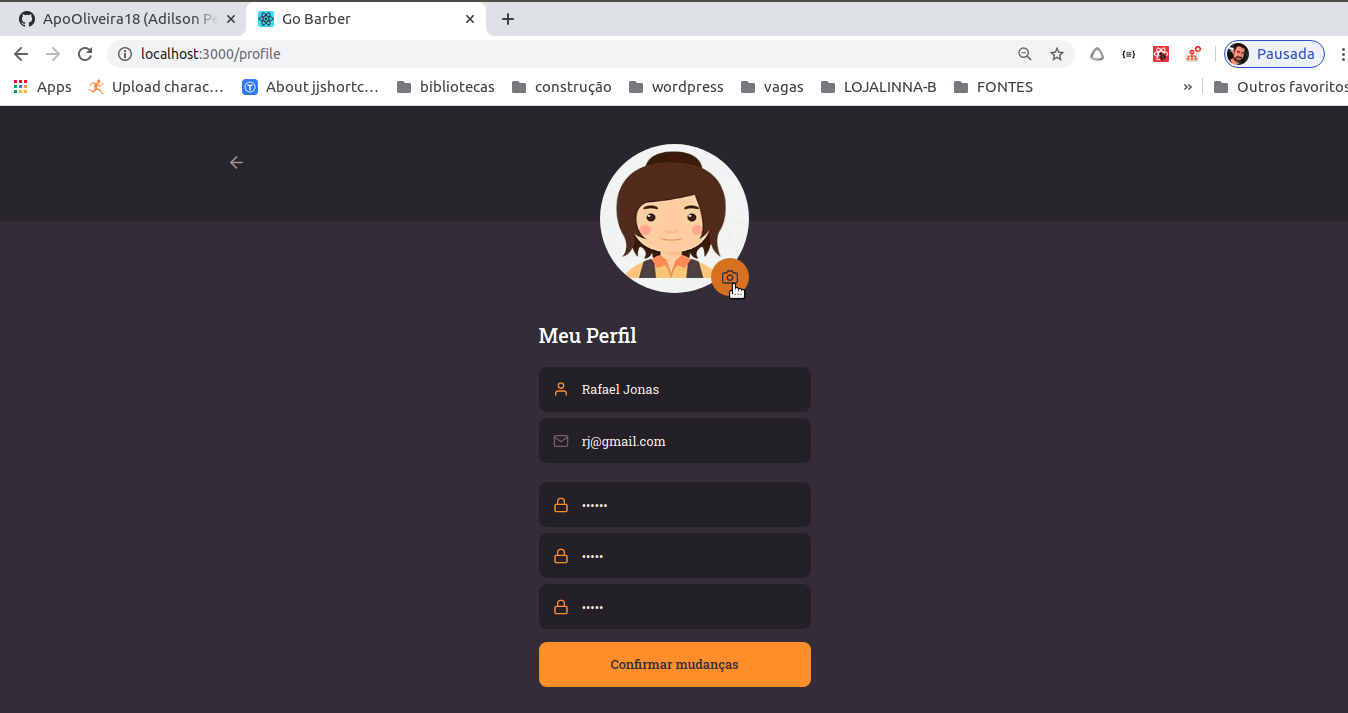 ApoOliveira18 (Adilson Pe
Go Barber
localhost:3000/profile
Pausada
Apps
Upload charac...
About jjshortc...
bibliotecas
construção
wordpress
vagas
LOJALINNA-B
FONTES
»
Outros favoritos
Meu Perfil
Rafael Jonas
rj@gmail.com
••••••
•••••
•••••
Confirmar mudanças